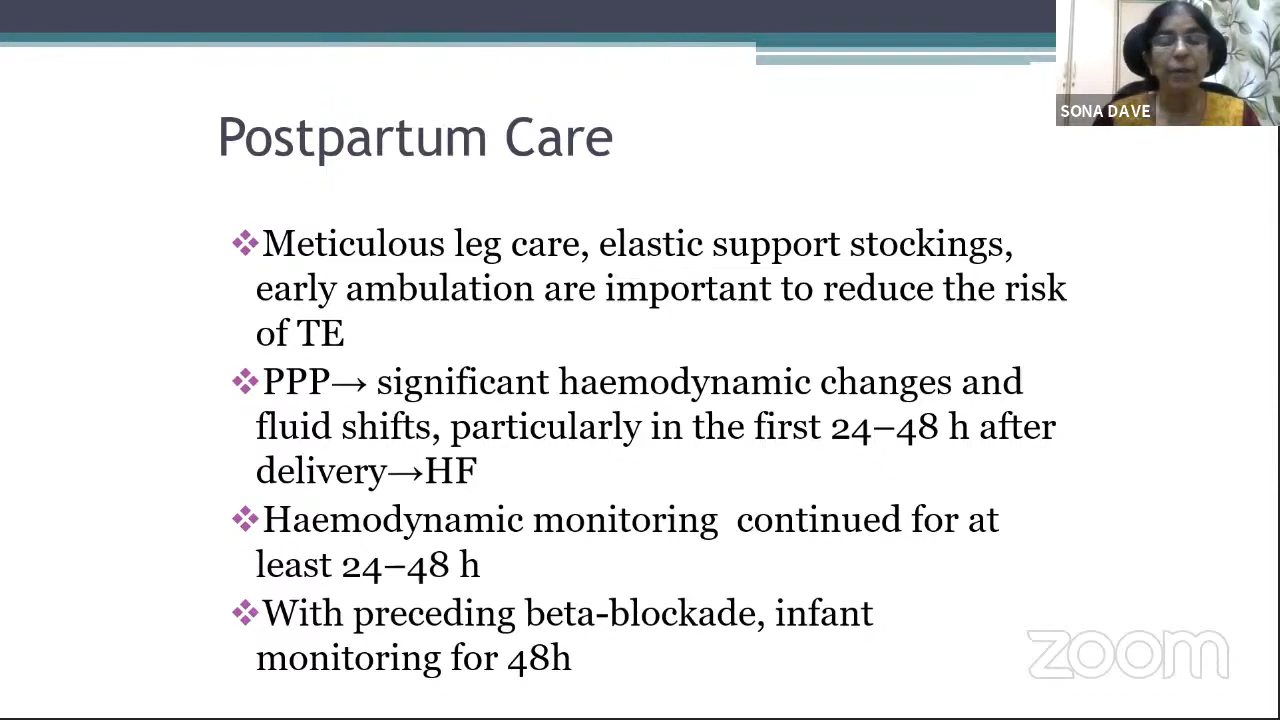 SONA DAVE
Postpartum Care
❖Meticulous leg care, elastic support stockings,
early ambulation are important to reduce the risk
of TE
❖PPP→ significant haemodynamic changes and
fluid shifts, particularly in the first 24–48 h after
delivery→HF
❖Haemodynamic monitoring  continued for at
least 24–48 h
❖With preceding beta-blockade, infant
monitoring for 48h
zoom